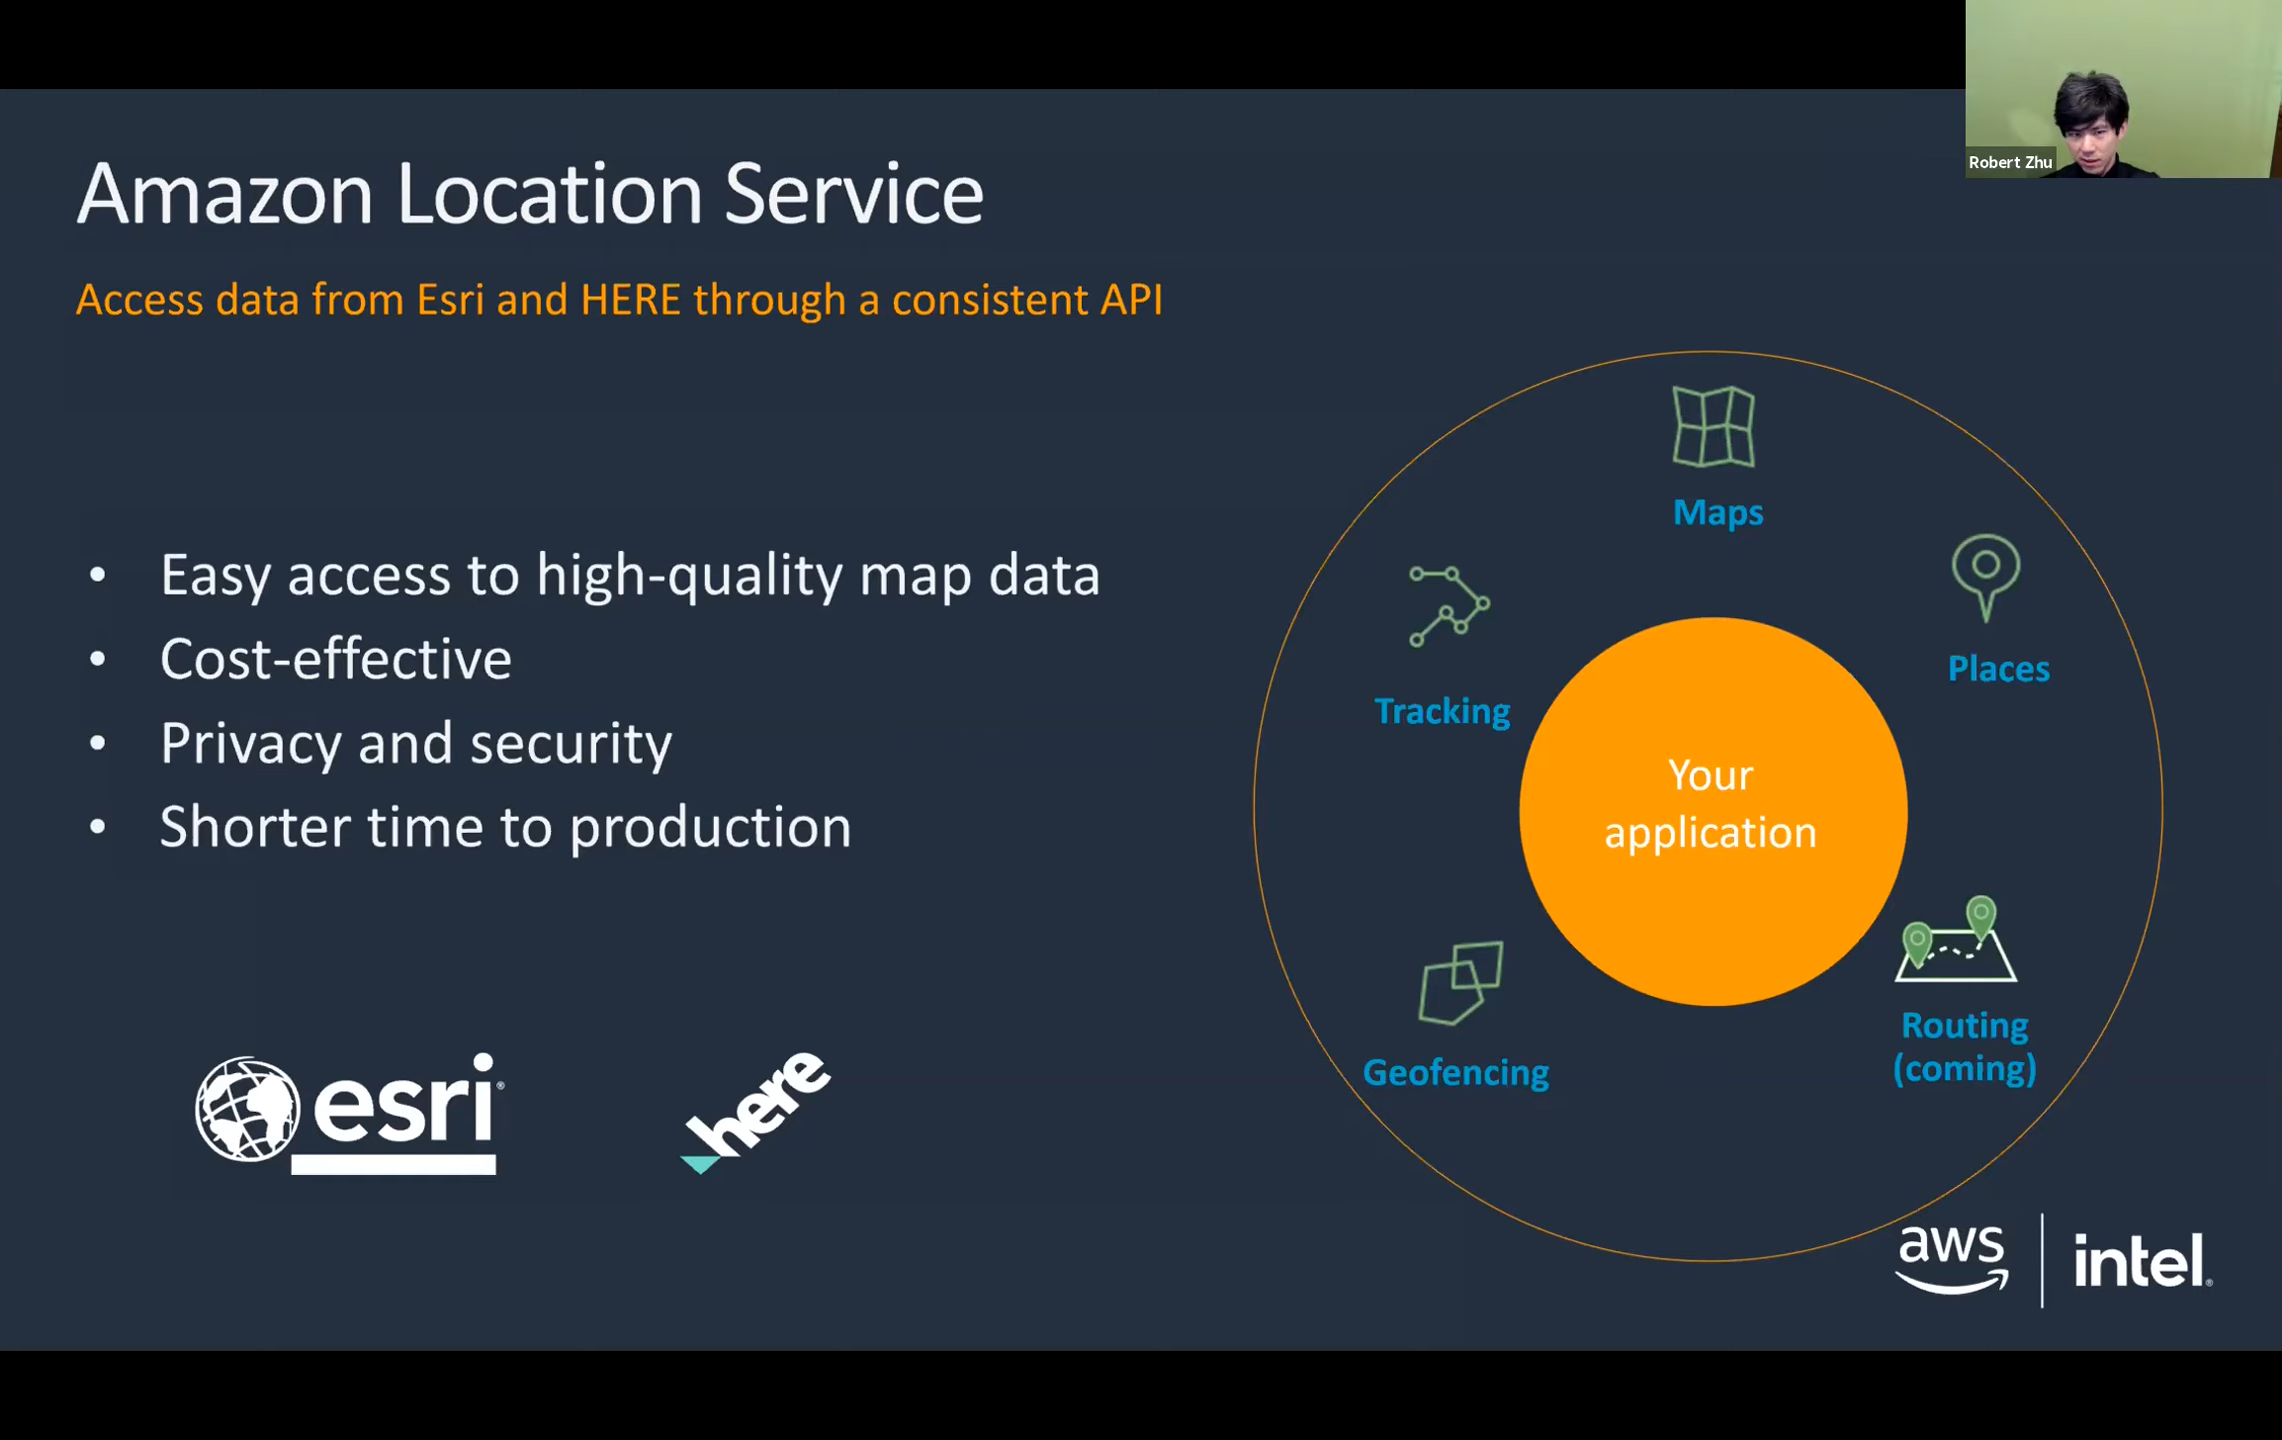 Robert Zhu
Amazon Location Service
Access data from Esri and HERE through a consistent API
• Easy access to high-quality map data
• Cost-effective
• Privacy and security
• Shorter time to production
esri®
here
Maps
Places
Tracking
Your
application
Routing
(coming)
Geofencing
aws
intel®